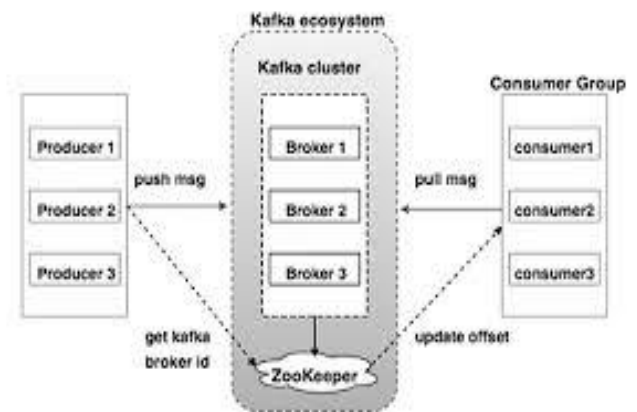 Kafka ecosystem
Kafka cluster
Consumer Group
Producer 1
Broker 1
consumer1
push msg
pull msg
Producer 2
Broker 2
consumer2
Producer 3
Broker 3
consumer3
get kafka
broker id
update offset
ZooKeeper